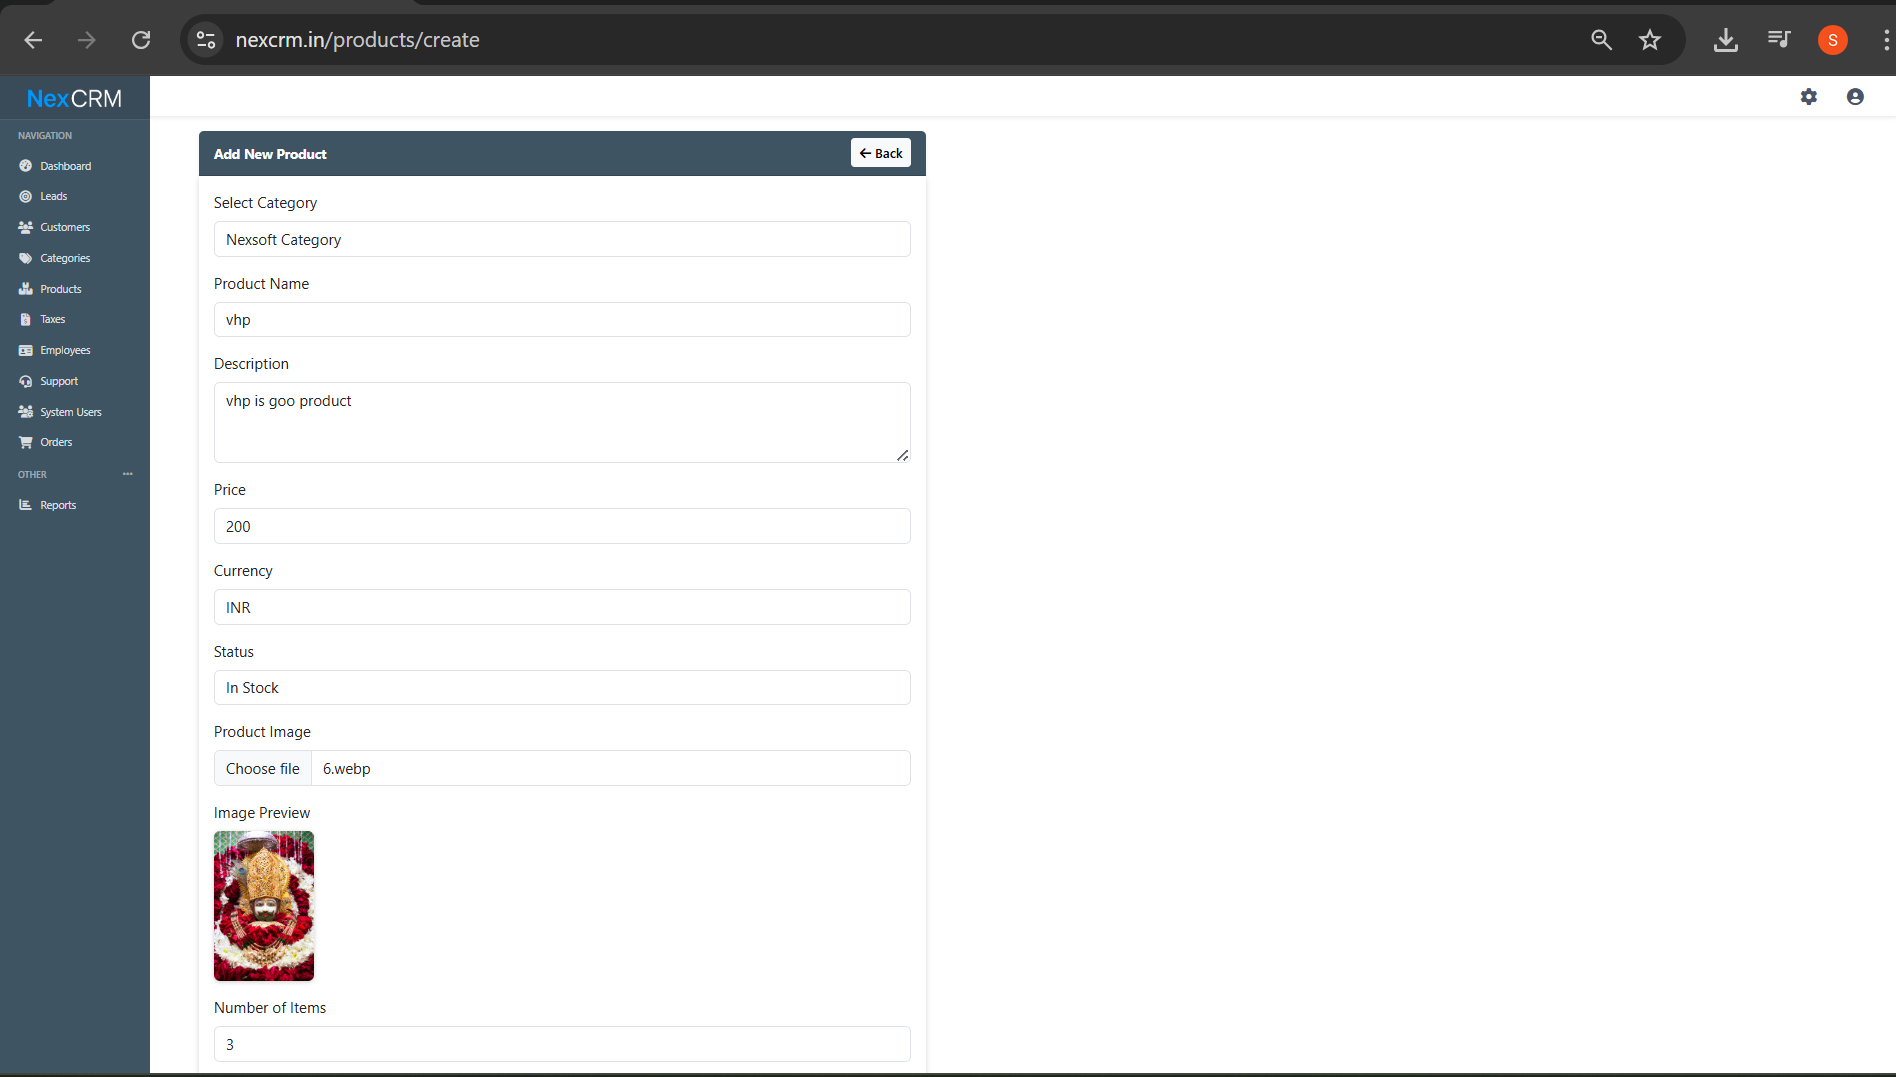 nexcrm.in/products/create
S
NexCRM
NAVIGATION
Dashboard
Leads
Customers
Categories
Products
Taxes
Employees
Support
System Users
Orders
OTHER
Reports
Add New Product
Back
Select Category
Nexsoft Category
Product Name
vhp
Description
vhp is goo product
Price
200
Currency
INR
Status
In Stock
Product Image
Choose file 6.webp
Image Preview
Number of Items
3